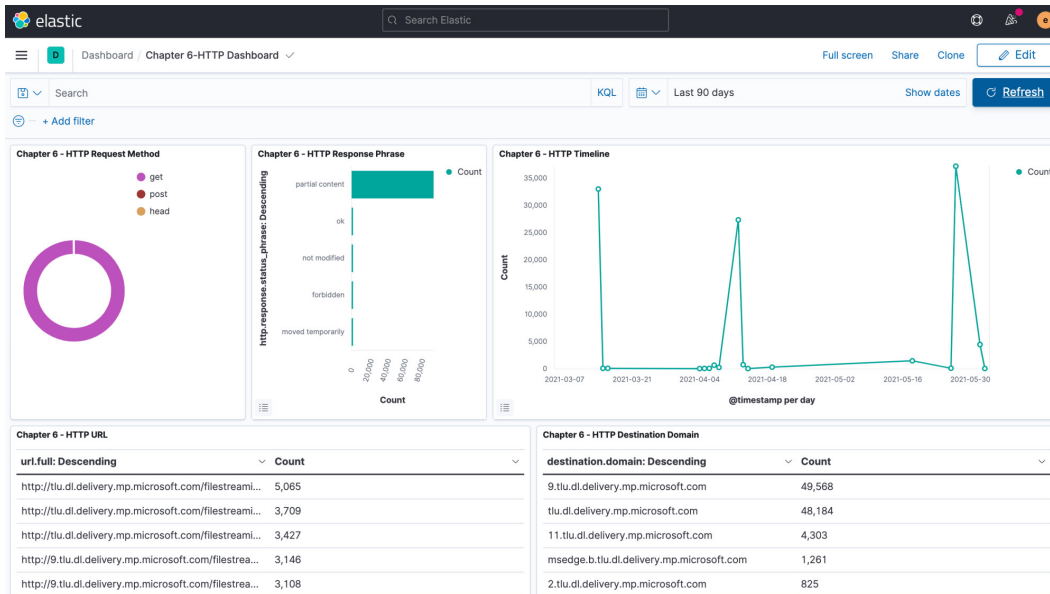 elastic
Search Elastic
e
D
Dashboard / Chapter 6-HTTP Dashboard
Full screen Share Clone Edit
Search
KQL
Last 90 days
Show dates
Refresh
+ Add filter
Chapter 6 - HTTP Request Method
get
post
head
Chapter 6 - HTTP Response Phrase
Count
http.response.status_phrase: Descending
partial content
ok
not modified
forbidden
moved temporarily
0 20,000 40,000 60,000 80,000
Count
Chapter 6 - HTTP Timeline
Count
Count
35,000
30,000
25,000
20,000
15,000
10,000
5,000
0
2021-03-07 2021-03-21 2021-04-04 2021-04-18 2021-05-02 2021-05-16 2021-05-30
@timestamp per day
Chapter 6 - HTTP URL
url.full: Descending Count
http://tlu.dl.delivery.mp.microsoft.com/filestreami... 5,065
http://tlu.dl.delivery.mp.microsoft.com/filestreami... 3,709
http://tlu.dl.delivery.mp.microsoft.com/filestreami... 3,427
http://9.tlu.dl.delivery.mp.microsoft.com/filestrea... 3,146
http://9.tlu.dl.delivery.mp.microsoft.com/filestrea... 3,108
Chapter 6 - HTTP Destination Domain
destination.domain: Descending Count
9.tlu.dl.delivery.mp.microsoft.com 49,568
tlu.dl.delivery.mp.microsoft.com 48,184
11.tlu.dl.delivery.mp.microsoft.com 4,303
msedge.b.tlu.dl.delivery.mp.microsoft.com 1,261
2.tlu.dl.delivery.mp.microsoft.com 825